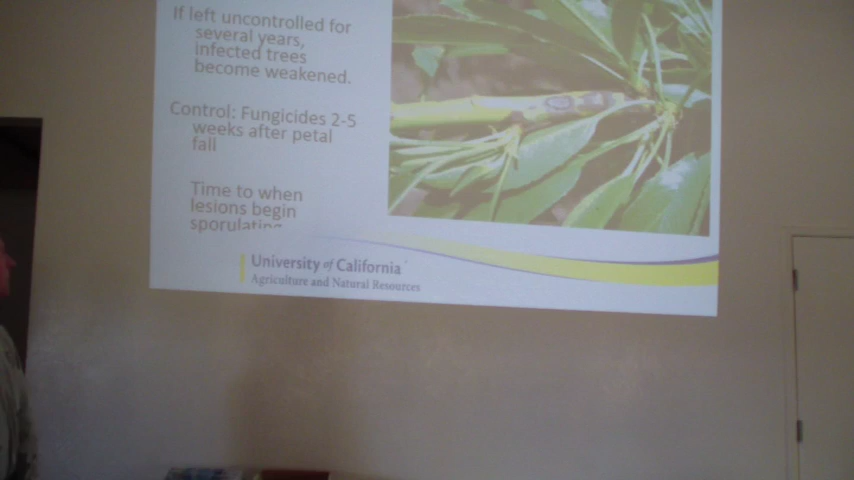 If left uncontrolled for
several years,
infected trees
become weakened.
Control: Fungicides 2-5
weeks after petal
fall
Time to when
lesions begin
sporulating
University of California
Agriculture and Natural Resources